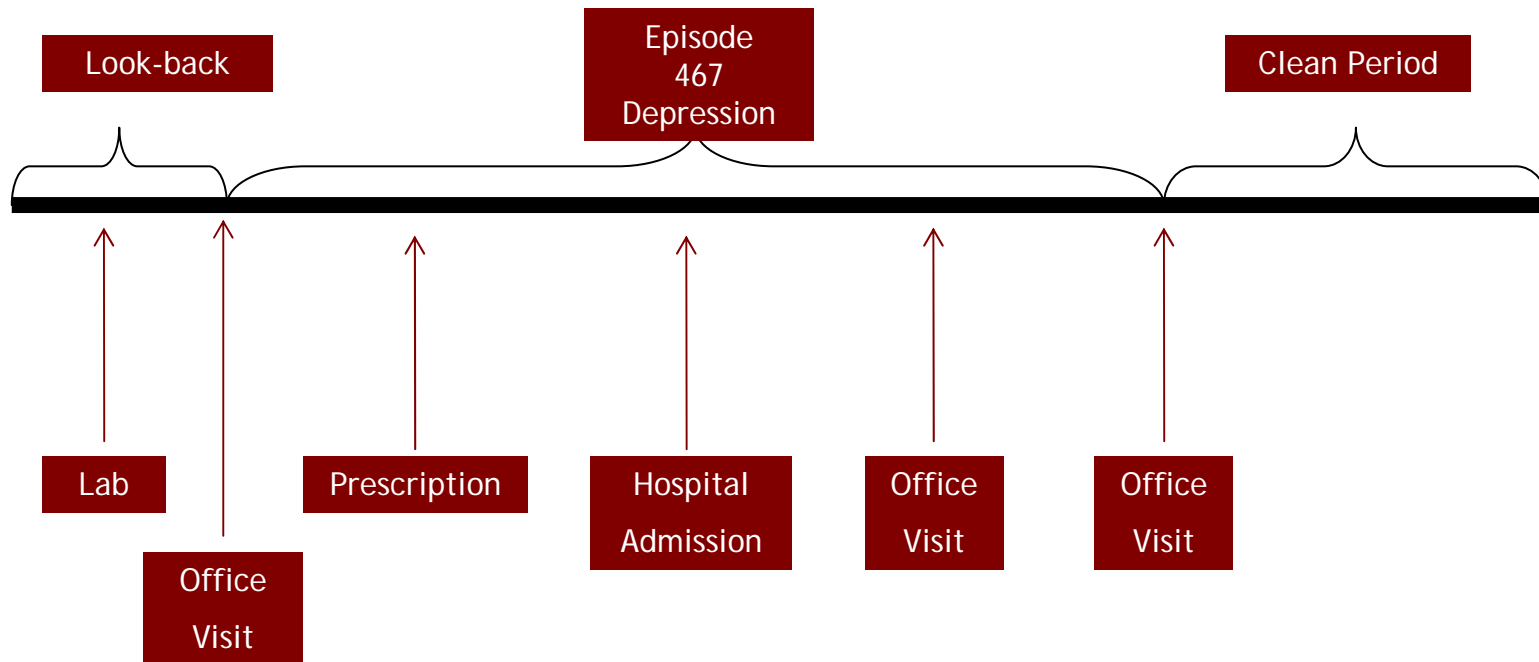 Look-back
Episode
467
Depression
Clean Period
Lab
Prescription
Hospital
Admission
Office
Visit
Office
Visit
Office
Visit